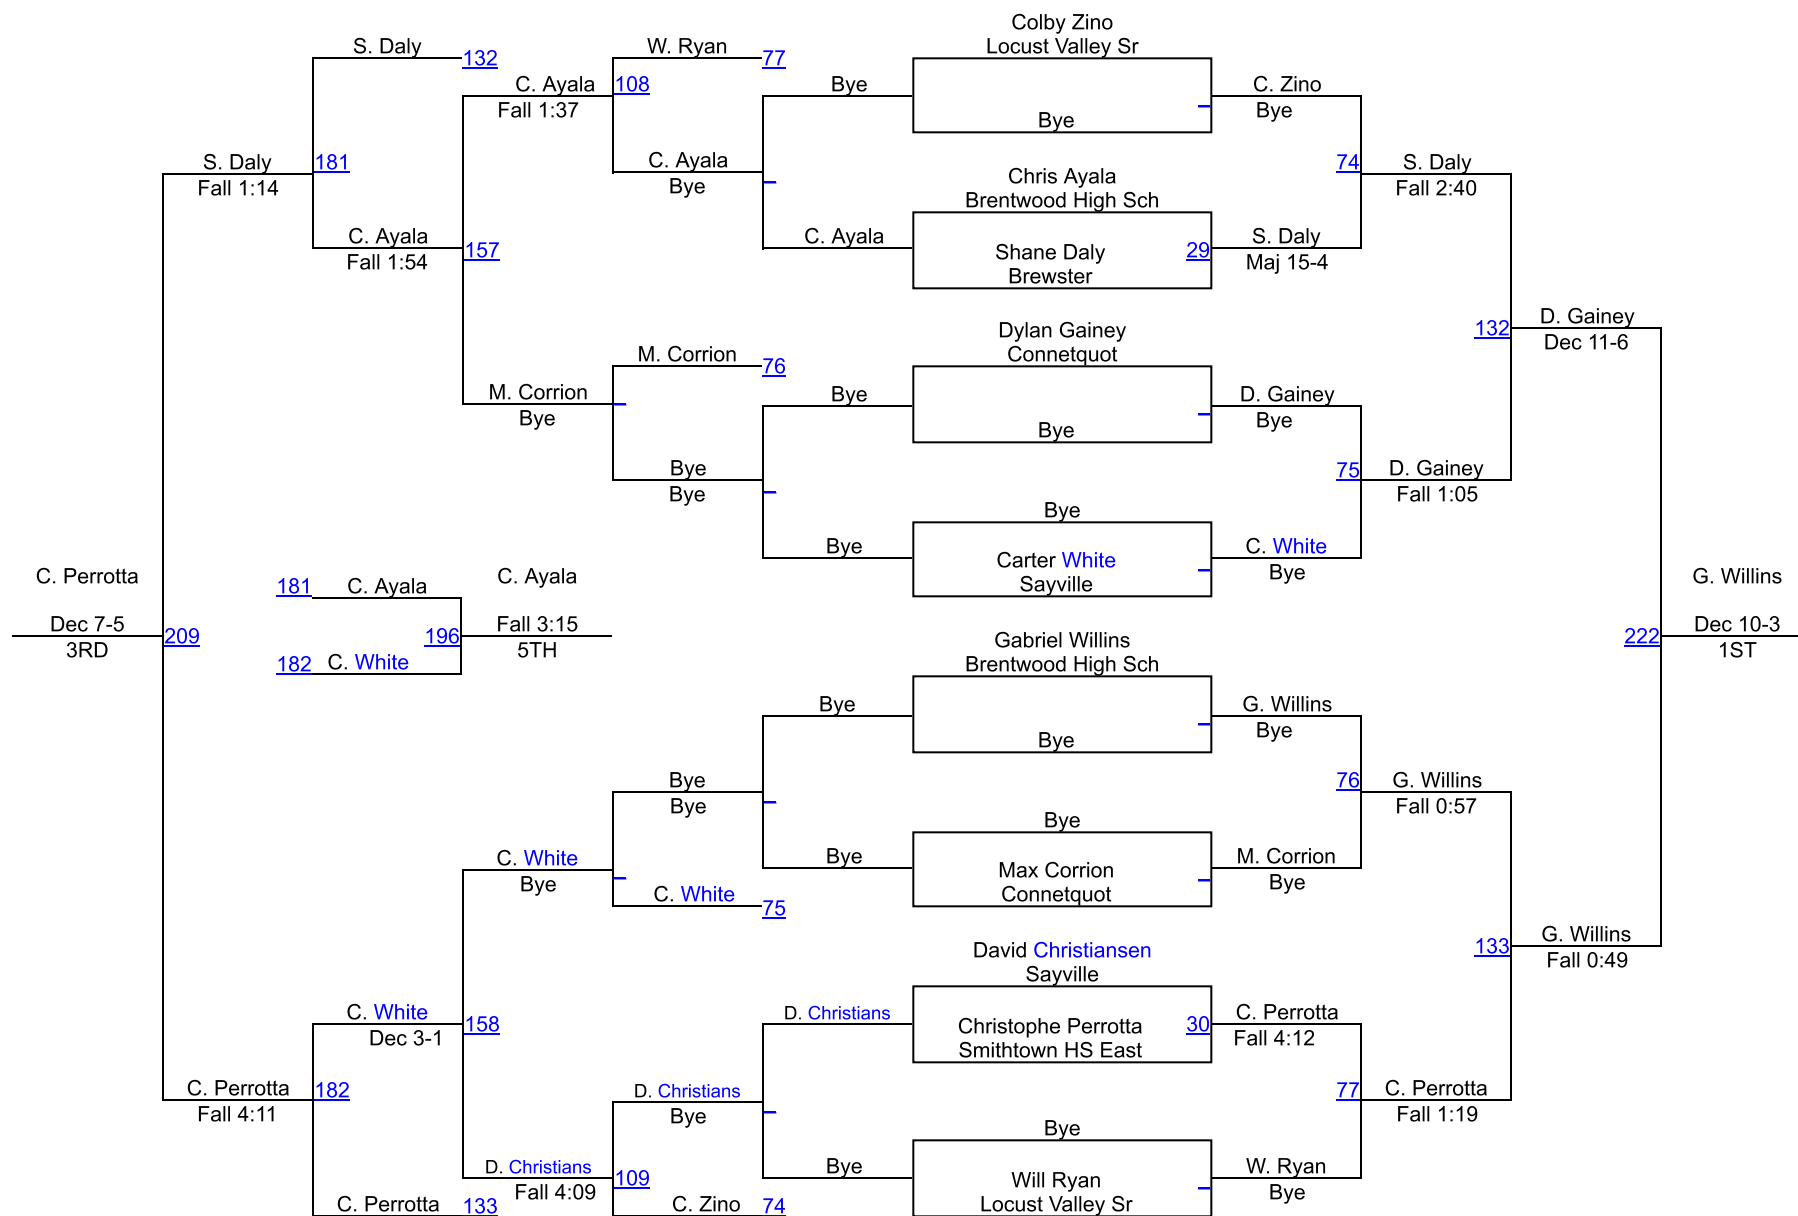 Colby Zino
S. Daly W. Ryan Locust Valley Sr
132 77
C. Ayala 108 Bye C. Zino
Fall 1:37 Bye Bye
S. Daly 181 C. Ayala 74 S. Daly
Fall 1:14 Bye Chris Ayala Fall 2:40
Brentwood High Sch
C. Ayala 157 C. Ayala Shane Daly 29 S. Daly
Fall 1:54 Brewster Maj 15-4
Dylan Gainey 132 D. Gainey
M. Corrion Connetquot Dec 11-6
76
M. Corrion Bye D. Gainey
Bye Bye Bye
Bye 75 D. Gainey
Bye Fall 1:05
Bye
Bye Carter White C. White
Sayville Bye
C. Perrotta 181 C. Ayala C. Ayala G. Willins
Dec 7-5 209 196 Fall 3:15 222 Dec 10-3
3RD 5TH 1ST
182 C. White Gabriel Willins
Brentwood High Sch
Bye G. Willins
Bye Bye
Bye 76 G. Willins
Bye Fall 0:57
Bye
C. White Bye Max Corrion M. Corrion
Bye Connetquot Bye
C. White 75
David Christiansen 133 G. Willins
Sayville Fall 0:49
C. White 158 D. Christians Christophe Perrotta 30 C. Perrotta
Dec 3-1 Smithtown HS East Fall 4:12
C. Perrotta 182 D. Christians 77 C. Perrotta
Fall 4:11 Bye Fall 1:19
Bye
D. Christians 109 Bye Will Ryan W. Ryan
Fall 4:09 Bye
C. Perrotta 133 C. Zino 74 Locust Valley Sr